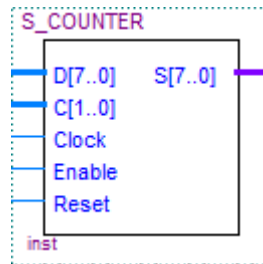 S_COUNTER
D[7..0] S[7..0]
C[1..0]
Clock
Enable
Reset
inst